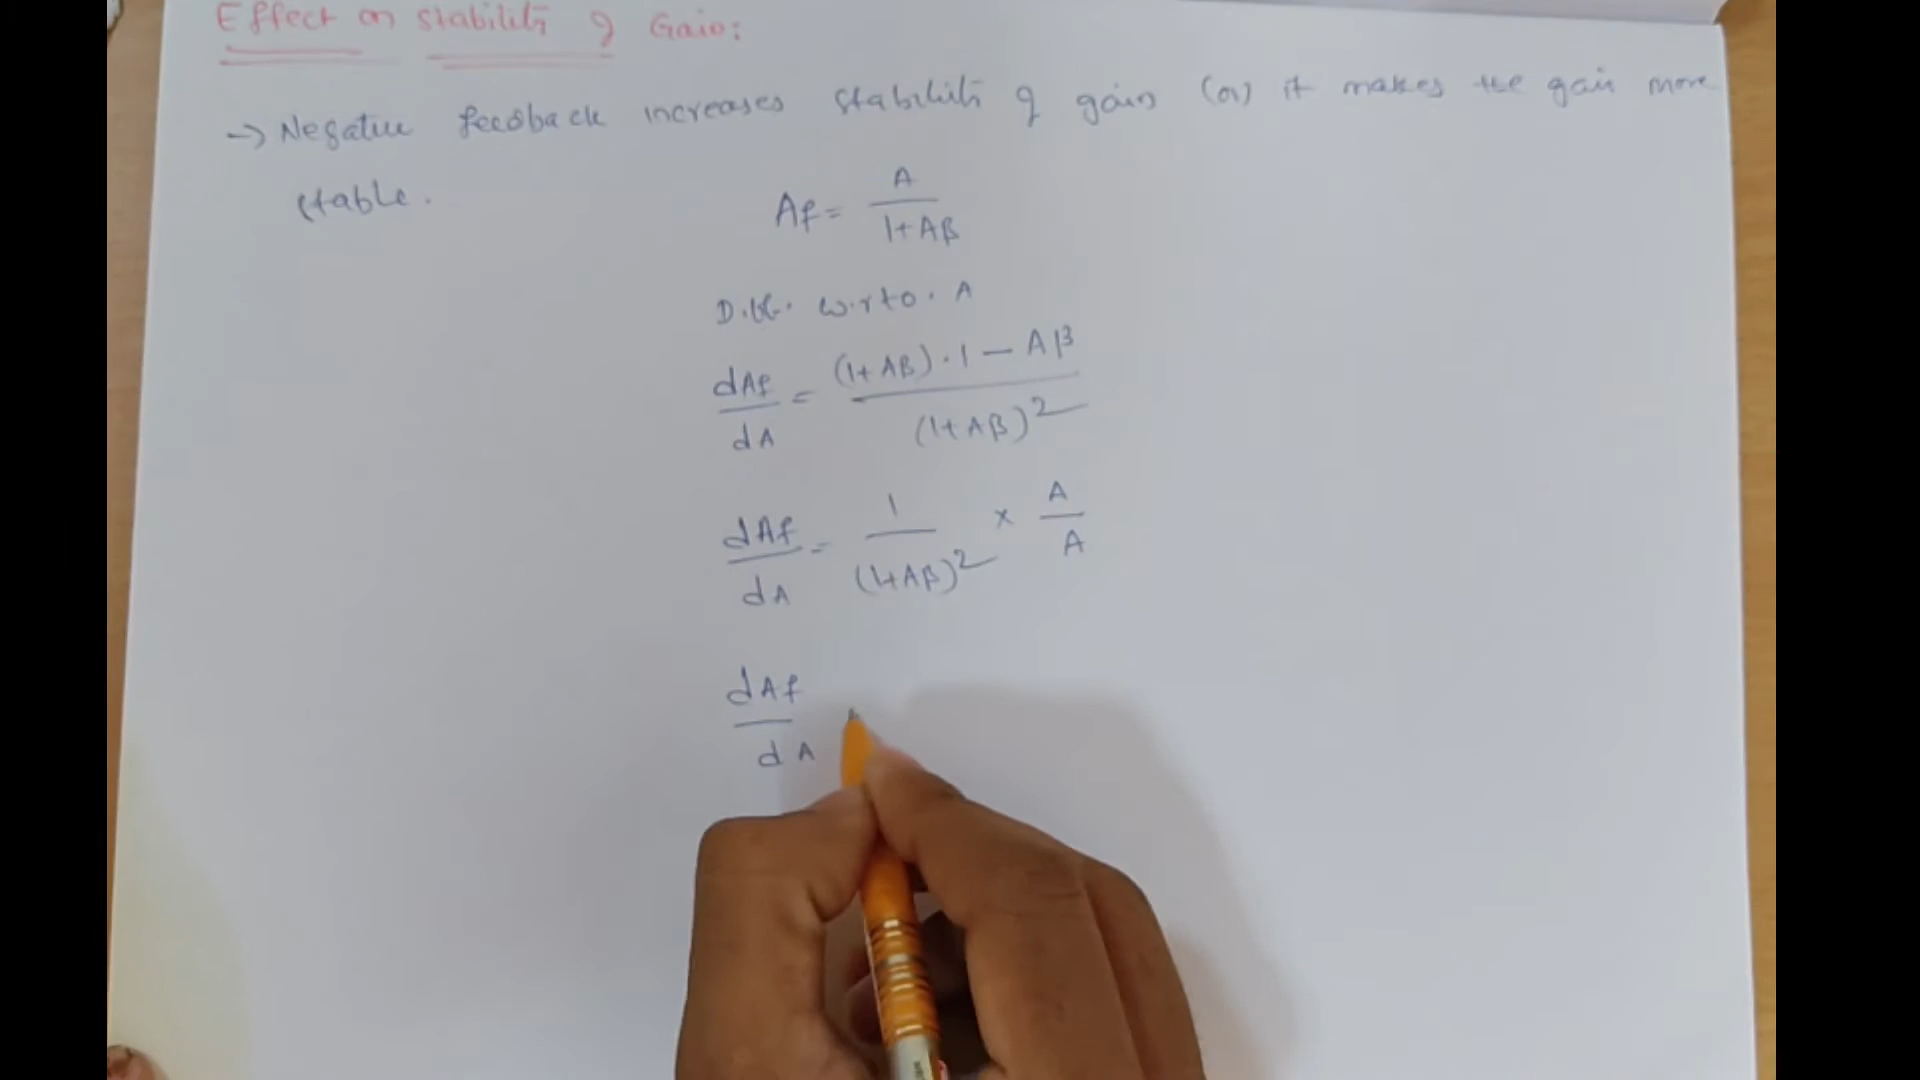 Effect on stability of Gain:
→ Negative feedback increases stability of gain (or) it makes the gain more
stable.
Af = A / 1+Aβ
Diff. w.r.to. A
dAf / dA = (1+Aβ).1 − Aβ / (1+Aβ)²
dAf / dA = 1 / (1+Aβ)² × A / A
dAf / dA